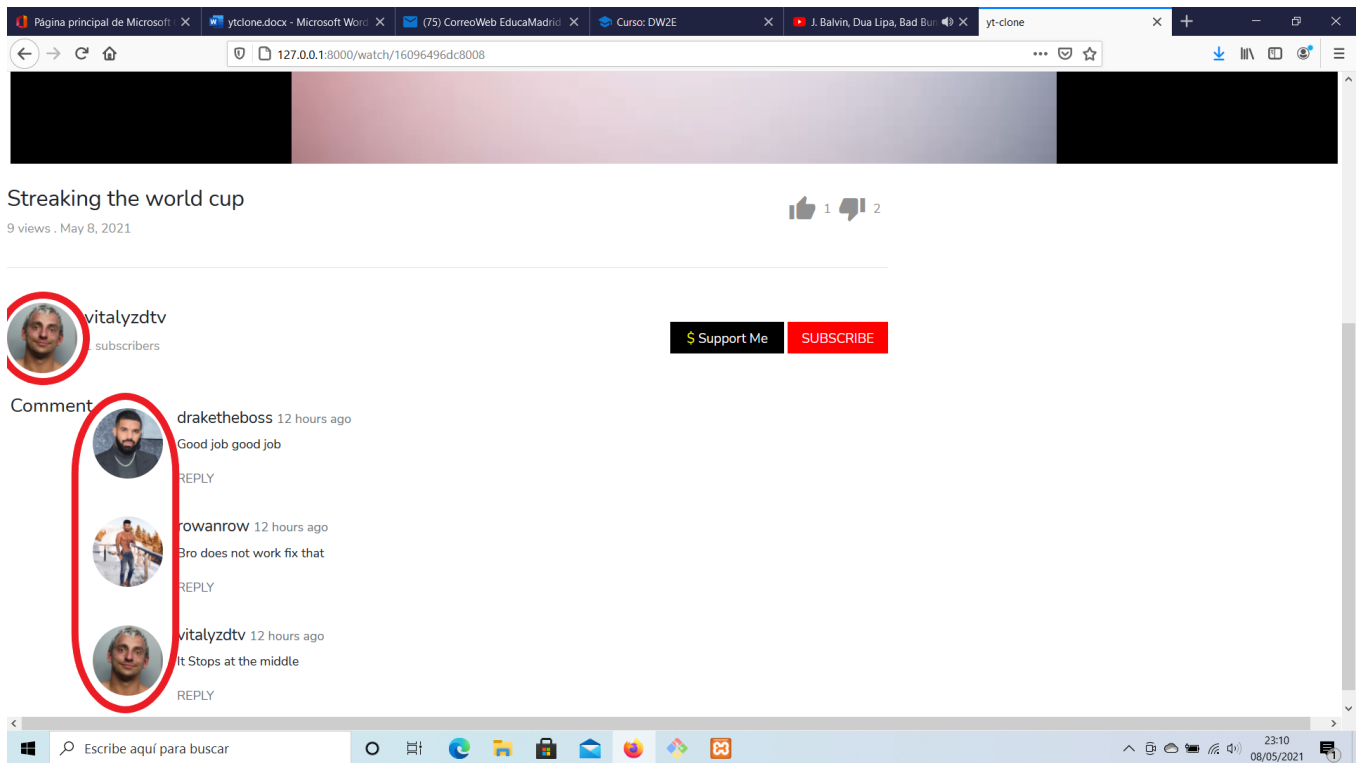 Página principal de Microsoft
ytclone.docx - Microsoft Word
(75) CorreoWeb EducaMadrid
Curso: DW2E
J. Balvin, Dua Lipa, Bad Bun
yt-clone
127.0.0.1:8000/watch/16096496dc8008
Streaking the world cup
1
2
9 views . May 8, 2021
vitalyzdtv
subscribers
$ Support Me
SUBSCRIBE
Comment
draketheboss 12 hours ago
Good job good job
REPLY
rowanrow 12 hours ago
Bro does not work fix that
REPLY
vitalyzdtv 12 hours ago
It Stops at the middle
REPLY
Escribe aquí para buscar
23:10
08/05/2021
1